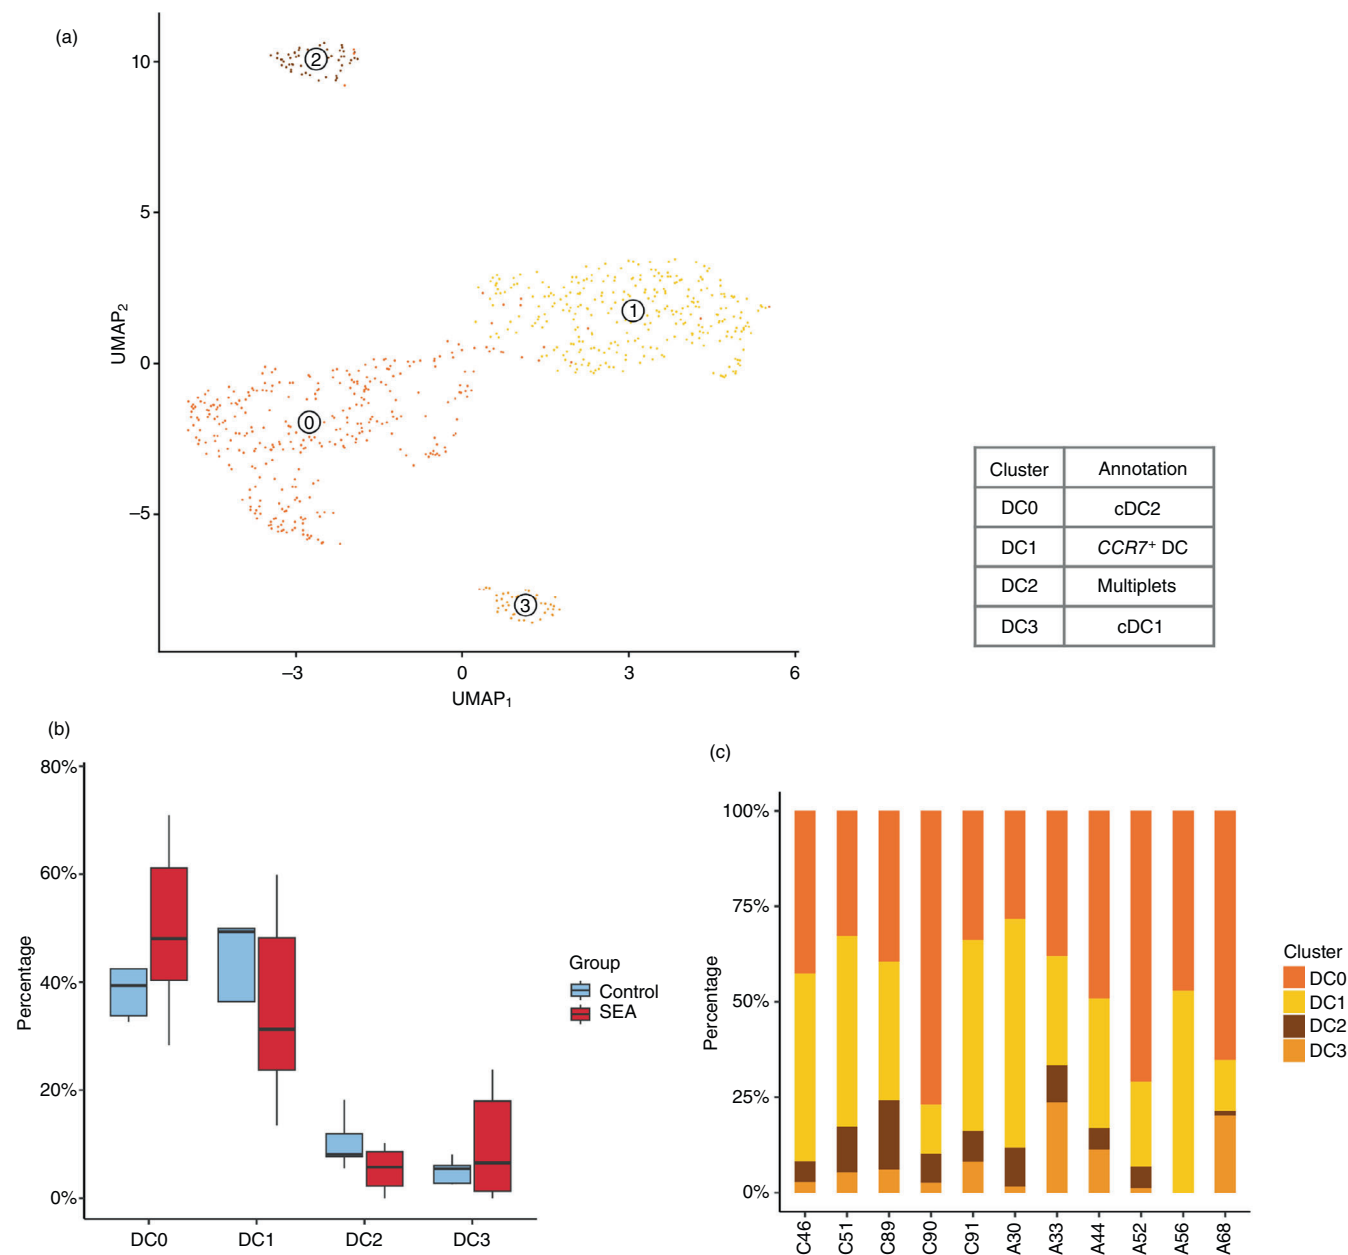 (a)
10
5
0
−5
UMAP2
−3
0
3
6
UMAP1
2
1
0
3
Cluster Annotation
DC0 cDC2
DC1 CCR7+ DC
DC2 Multiplets
DC3 cDC1
(b)
80%
60%
40%
20%
0%
Percentage
DC0 DC1 DC2 DC3
Group
Control
SEA
(c)
100%
75%
50%
25%
0%
Percentage
C46 C51 C89 C90 C91 A30 A33 A44 A52 A56 A68
Cluster
DC0
DC1
DC2
DC3